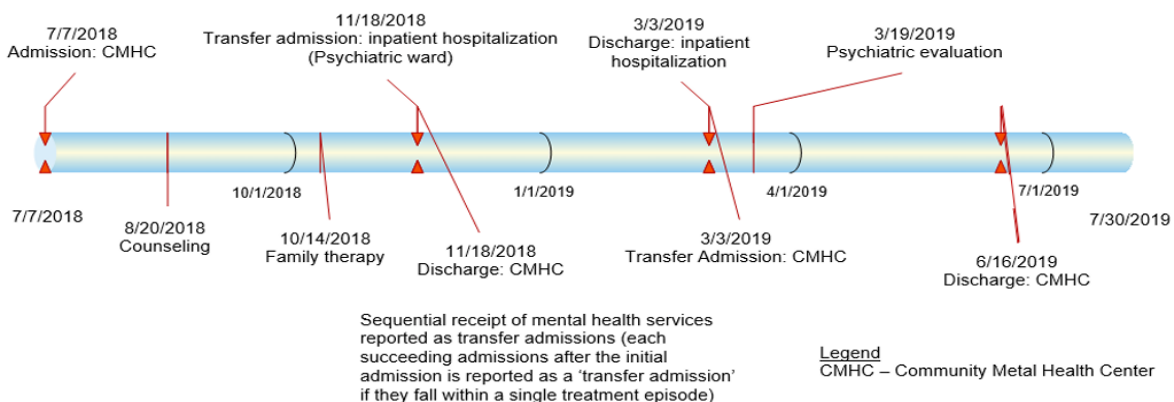 7/7/2018
Admission: CMHC
11/18/2018
Transfer admission: inpatient hospitalization
(Psychiatric ward)
3/3/2019
Discharge: inpatient
hospitalization
3/19/2019
Psychiatric evaluation
10/1/2018
1/1/2019
4/1/2019
7/1/2019
7/7/2018
7/30/2019
8/20/2018
Counseling
10/14/2018
Family therapy
11/18/2018
Discharge: CMHC
3/3/2019
Transfer Admission: CMHC
6/16/2019
Discharge: CMHC
Sequential receipt of mental health services
reported as transfer admissions (each
succeeding admissions after the initial
admission is reported as a ‘transfer admission’
if they fall within a single treatment episode)
Legend
CMHC – Community Metal Health Center